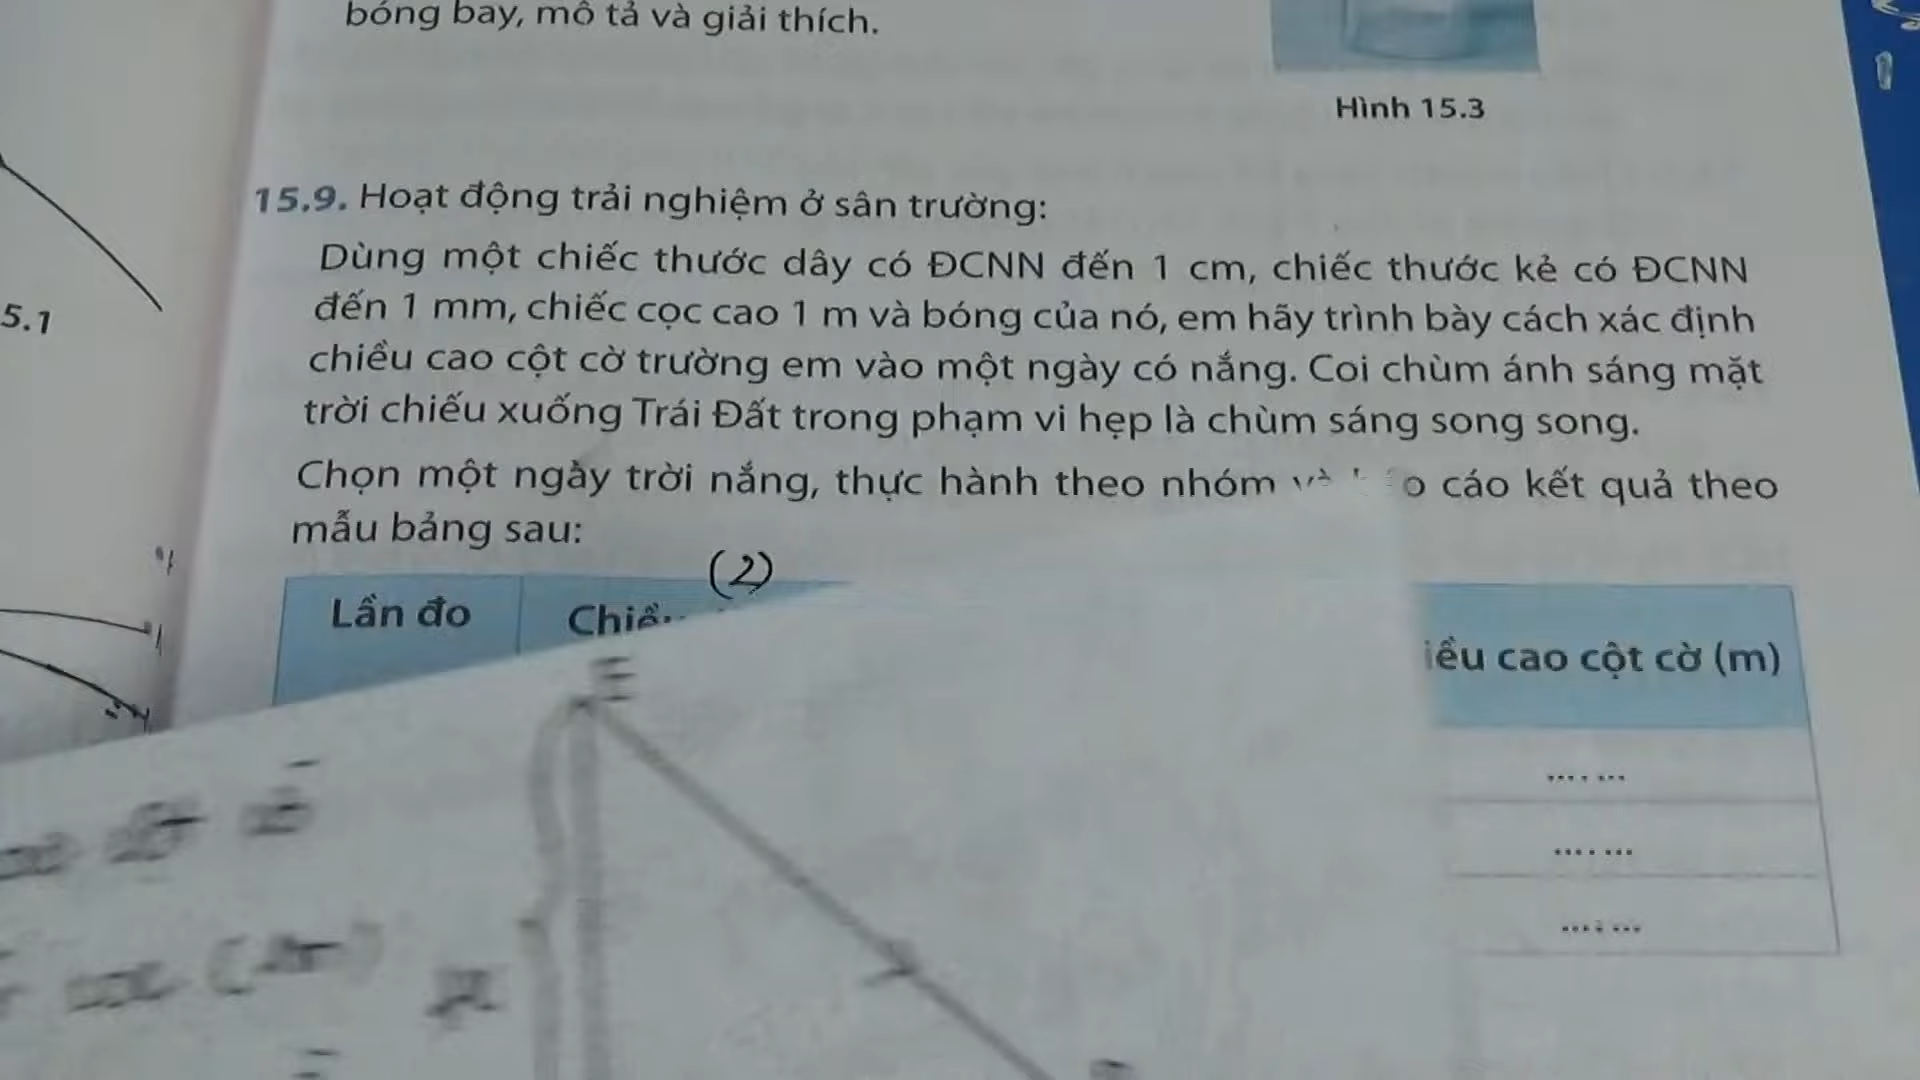 bóng bay, mô tả và giải thích.
Hình 15.3
15.9. Hoạt động trải nghiệm ở sân trường:
Dùng một chiếc thước dây có ĐCNN đến 1 cm, chiếc thước kẻ có ĐCNN
đến 1 mm, chiếc cọc cao 1 m và bóng của nó, em hãy trình bày cách xác định
chiều cao cột cờ trường em vào một ngày có nắng. Coi chùm ánh sáng mặt
trời chiếu xuống Trái Đất trong phạm vi hẹp là chùm sáng song song.
Chọn một ngày trời nắng, thực hành theo nhóm cáo kết quả theo
mẫu bảng sau:
5.1
(2)
Lần đo
cao cột cờ (m)
.... ...
.... ...
.... ...